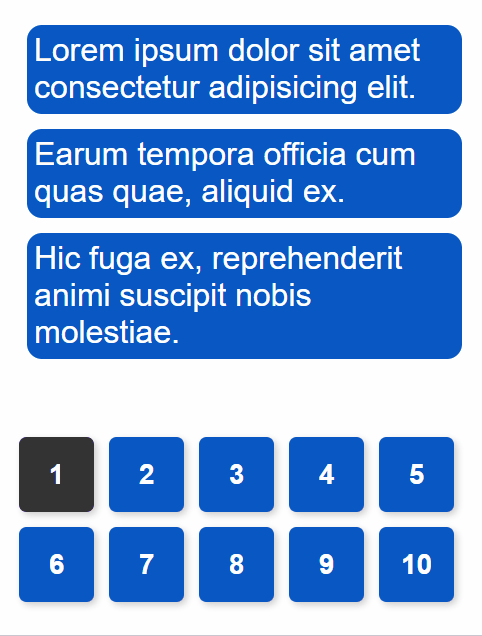 Lorem ipsum dolor sit amet
consectetur adipisicing elit.
Earum tempora officia cum
quas quae, aliquid ex.
Hic fuga ex, reprehenderit
animi suscipit nobis
molestiae.
1 2 3 4 5
6 7 8 9 10